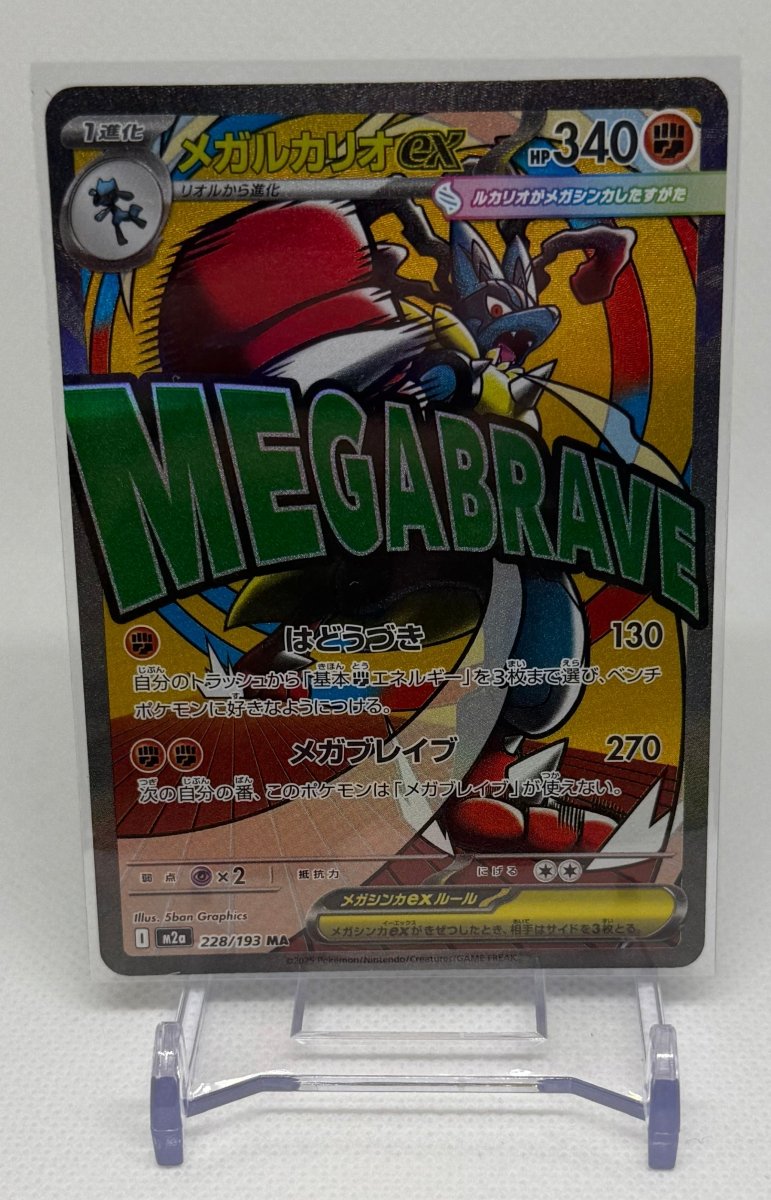 1進化
メガルカリオex
HP340
リオルから進化
ルカリオがメガシンカしたすがた
MEGABRAVE
はどうづき 130
自分のトラッシュから「基本エネルギー」を3枚まで選び、ベンチ
ポケモンに好きなようにつける。
メガブレイブ 270
次の自分の番、このポケモンは「メガブレイブ」が使えない。
弱点 ×2 抵抗力 にげる
メガシンカexルール
メガシンカexがきぜつしたとき、相手はサイドを3枚とる。
Illus. 5ban Graphics
I M2a 228/193 MA
©2025 Pokémon/Nintendo/Creatures/GAME FREAK.